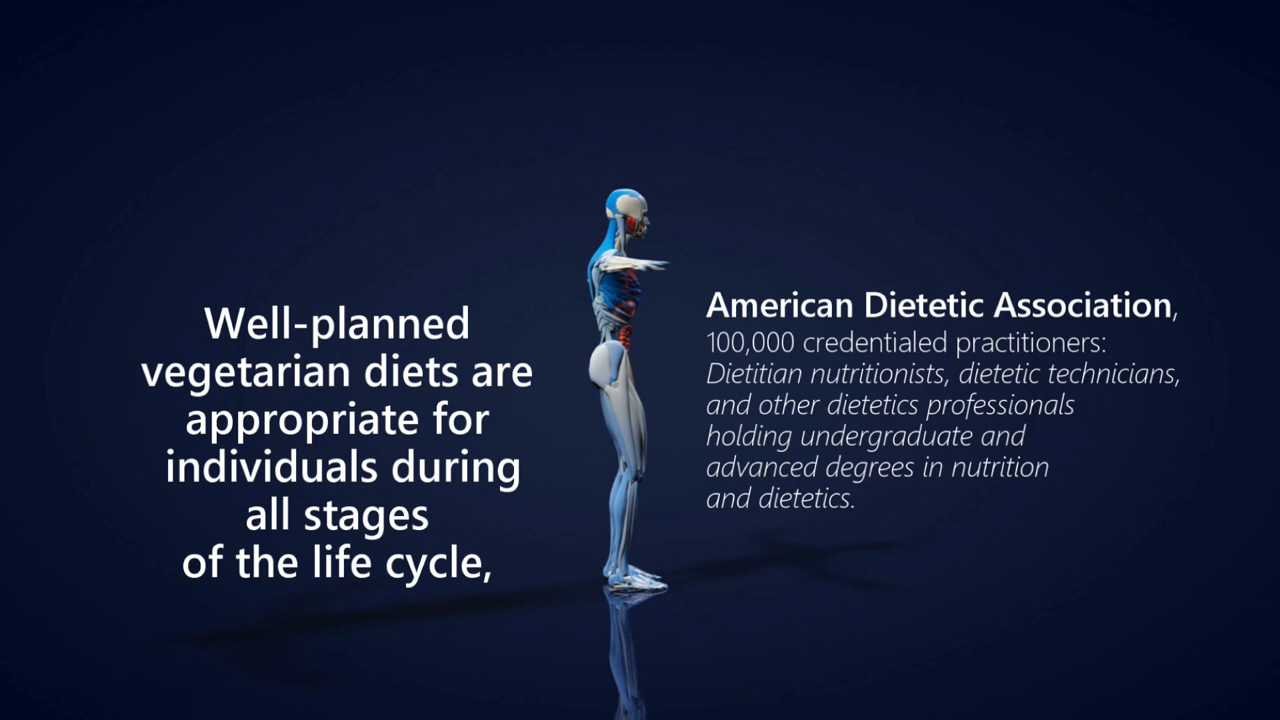 Well-planned
vegetarian diets are
appropriate for
individuals during
all stages
of the life cycle,
American Dietetic Association,
100,000 credentialed practitioners:
Dietitian nutritionists, dietetic technicians,
and other dietetics professionals
holding undergraduate and
advanced degrees in nutrition
and dietetics.